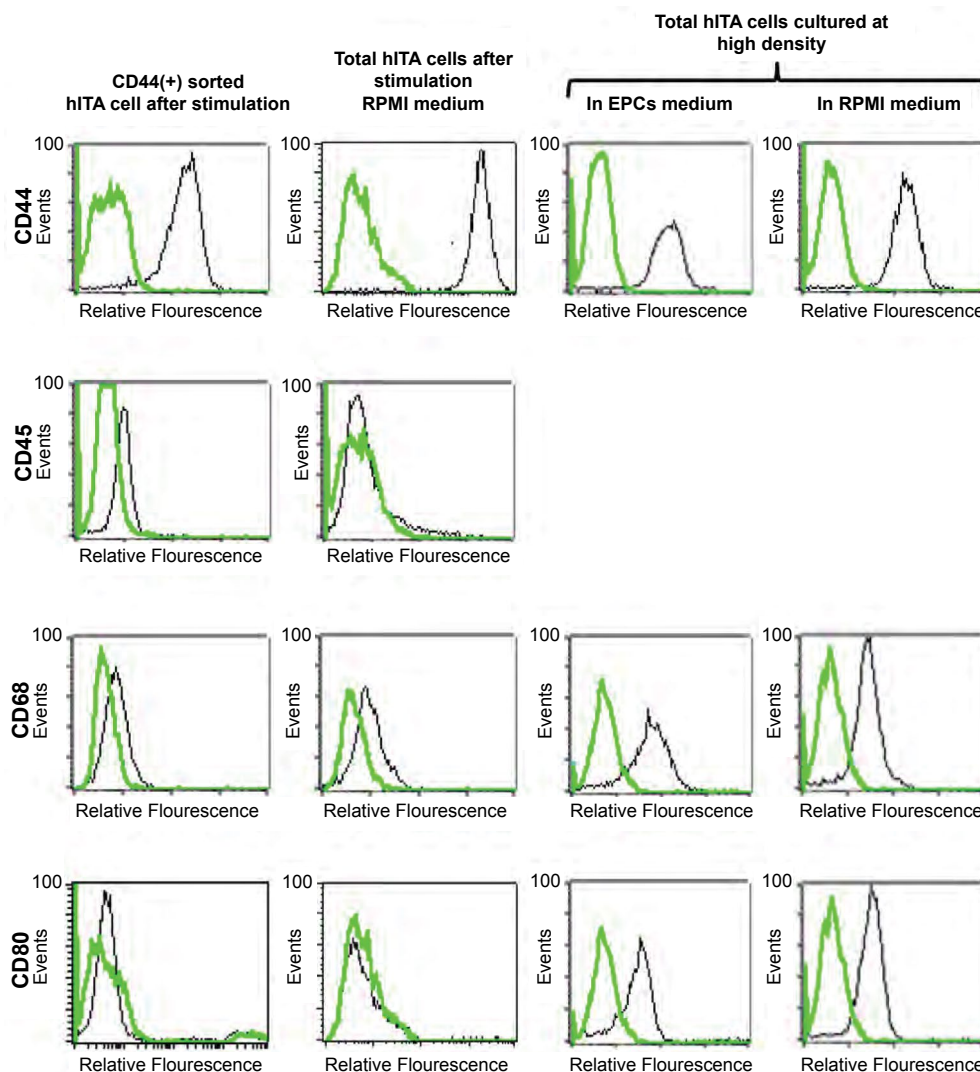 Total hITA cells cultured at
high density
CD44(+) sorted
hITA cell after stimulation
Total hITA cells after
stimulation
RPMI medium
In EPCs medium
In RPMI medium
CD44
Events
100
Relative Flourescence
Events
100
Relative Flourescence
Events
100
Relative Flourescence
Events
100
Relative Flourescence
CD45
Events
100
Relative Flourescence
Events
100
Relative Flourescence
CD68
Events
100
Relative Flourescence
Events
100
Relative Flourescence
Events
100
Relative Flourescence
Events
100
Relative Flourescence
CD80
Events
100
Relative Flourescence
Events
100
Relative Flourescence
Events
100
Relative Flourescence
Events
100
Relative Flourescence